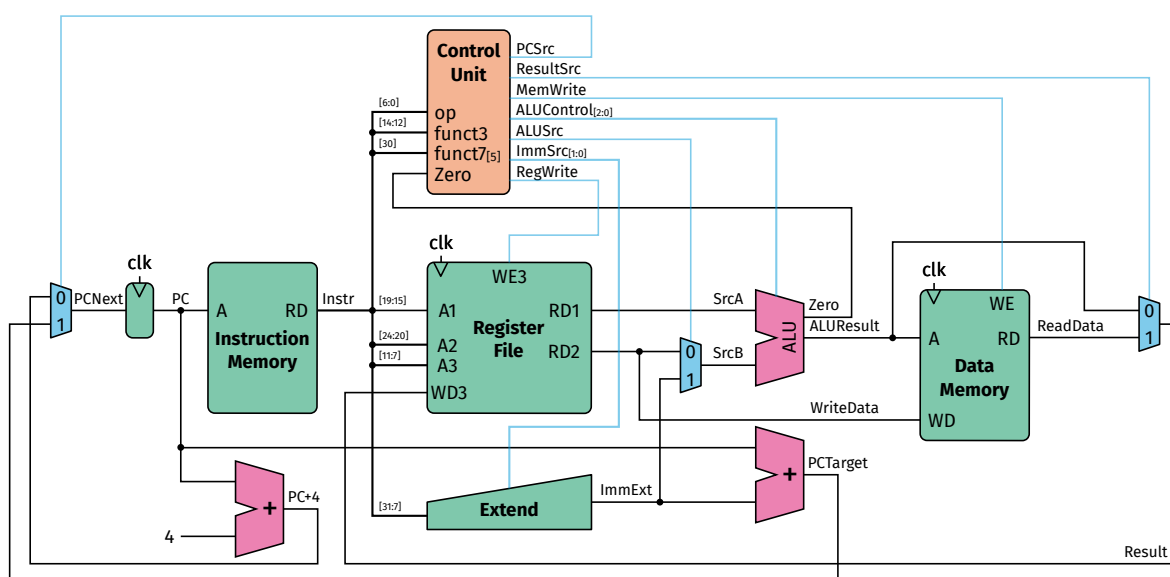 Control
Unit
PCSrc
ResultSrc
MemWrite
ALUControl[2:0]
ALUSrc
ImmSrc[1:0]
RegWrite
[6:0]
op
[14:12]
funct3
[30]
funct7[5]
Zero
clk
0
1
PCNext
PC
A
RD
Instruction
Memory
Instr
clk
WE3
[19:15]
A1
[24:20]
A2
[11:7]
A3
WD3
Register
File
RD1
RD2
SrcA
0
1
SrcB
ALU
Zero
ALUResult
WriteData
clk
WE
A
RD
Data
Memory
WD
ReadData
0
1
[31:7]
Extend
ImmExt
+
PCTarget
4
+
PC+4
Result